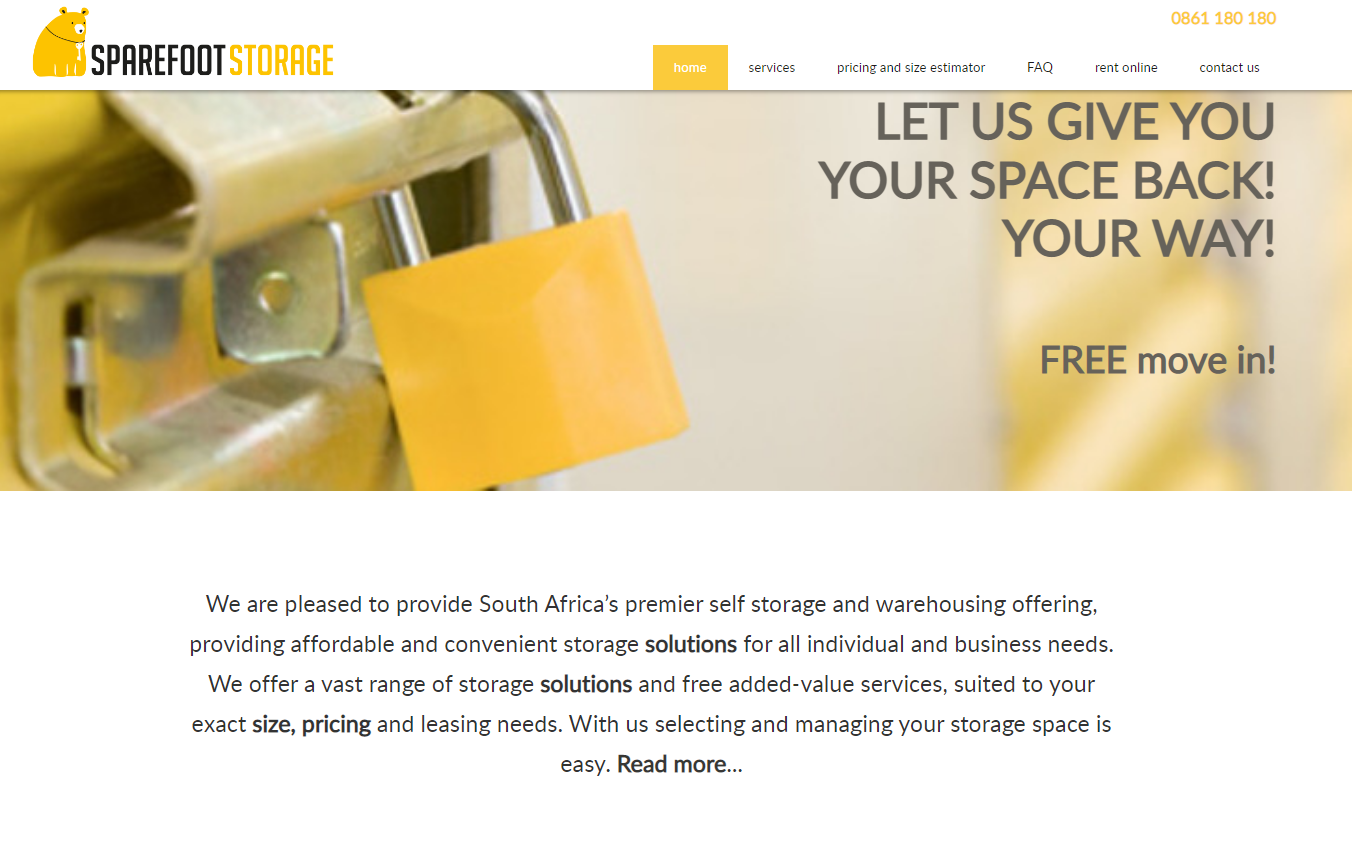 SPAREFOOT STORAGE
0861 180 180
home services pricing and size estimator FAQ rent online contact us
LET US GIVE YOU
YOUR SPACE BACK!
YOUR WAY!
FREE move in!
We are pleased to provide South Africa’s premier self storage and warehousing offering,
providing affordable and convenient storage solutions for all individual and business needs.
We offer a vast range of storage solutions and free added-value services, suited to your
exact size, pricing and leasing needs. With us selecting and managing your storage space is
easy. Read more...